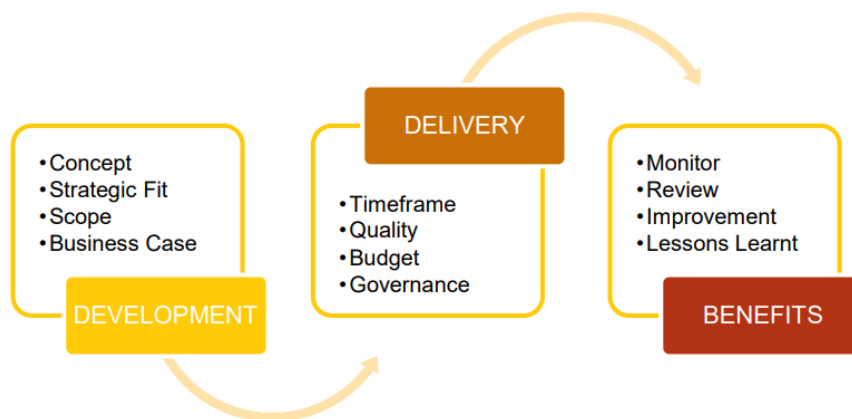 • Concept
• Strategic Fit
• Scope
• Business Case
DEVELOPMENT
DELIVERY
• Timeframe
• Quality
• Budget
• Governance
• Monitor
• Review
• Improvement
• Lessons Learnt
BENEFITS